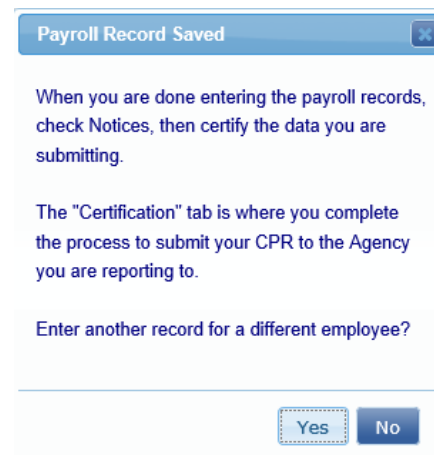 Payroll Record Saved
When you are done entering the payroll records,
check Notices, then certify the data you are
submitting.
The "Certification" tab is where you complete
the process to submit your CPR to the Agency
you are reporting to.
Enter another record for a different employee?
Yes No